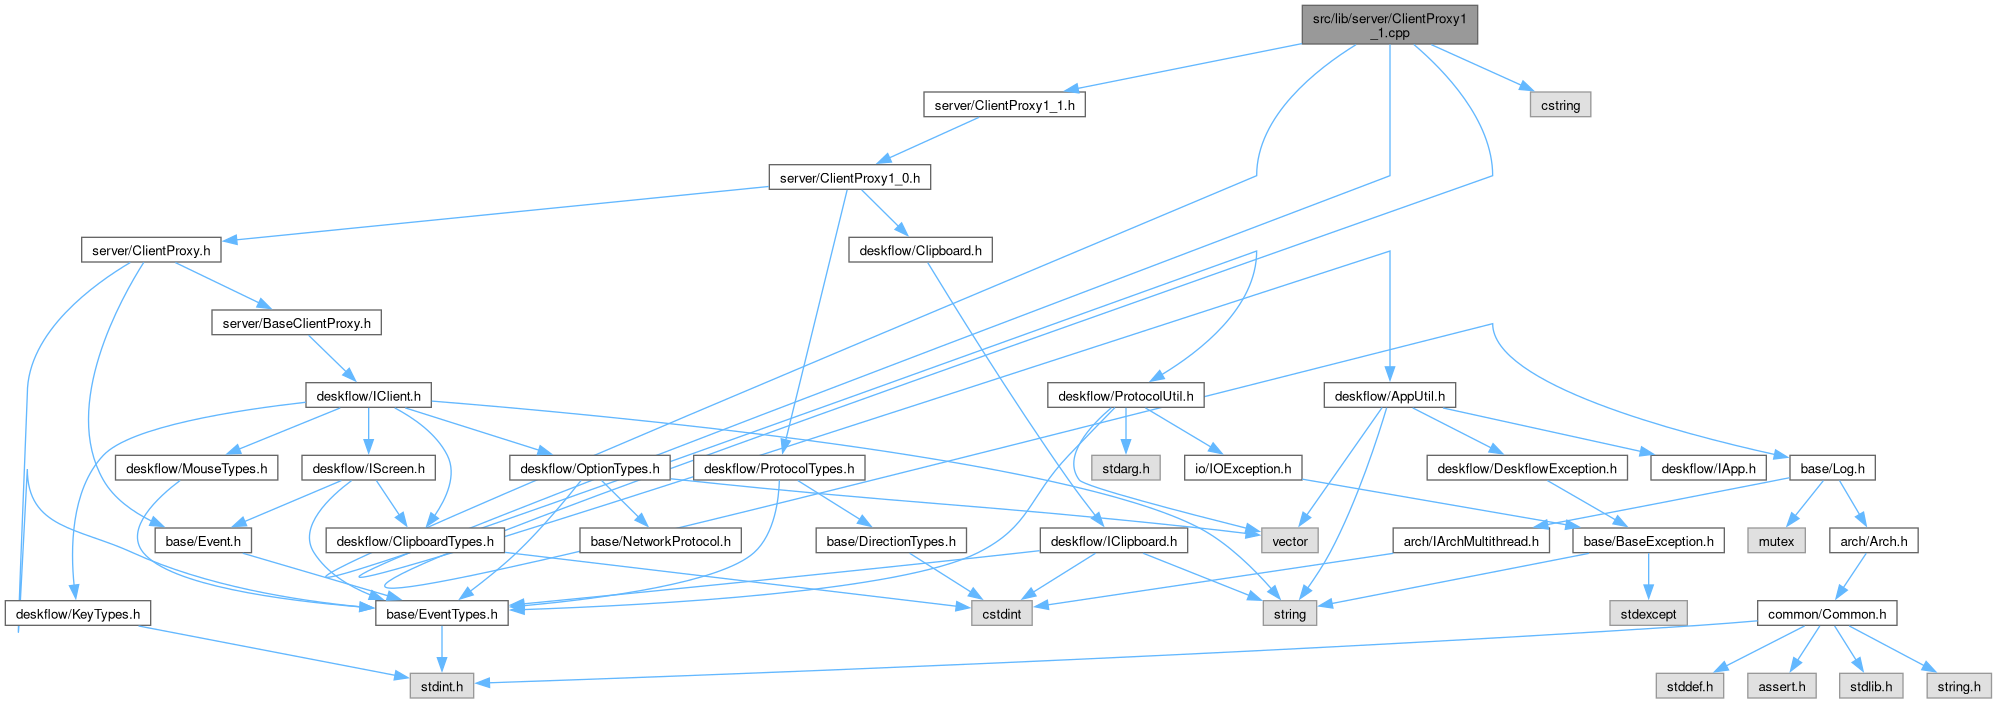 src/lib/server/ClientProxy1
_1.cpp
server/ClientProxy1_1.h
cstring
server/ClientProxy1_0.h
server/ClientProxy.h
deskflow/Clipboard.h
server/BaseClientProxy.h
deskflow/IClient.h
deskflow/ProtocolUtil.h
deskflow/AppUtil.h
deskflow/MouseTypes.h
deskflow/IScreen.h
deskflow/OptionTypes.h
deskflow/ProtocolTypes.h
stdarg.h
io/IOException.h
deskflow/DeskflowException.h
deskflow/IApp.h
base/Log.h
base/Event.h
deskflow/ClipboardTypes.h
base/NetworkProtocol.h
base/DirectionTypes.h
deskflow/IClipboard.h
vector
arch/IArchMultithread.h
base/BaseException.h
mutex
arch/Arch.h
deskflow/KeyTypes.h
base/EventTypes.h
cstdint
string
stdexcept
common/Common.h
stdint.h
stddef.h
assert.h
stdlib.h
string.h